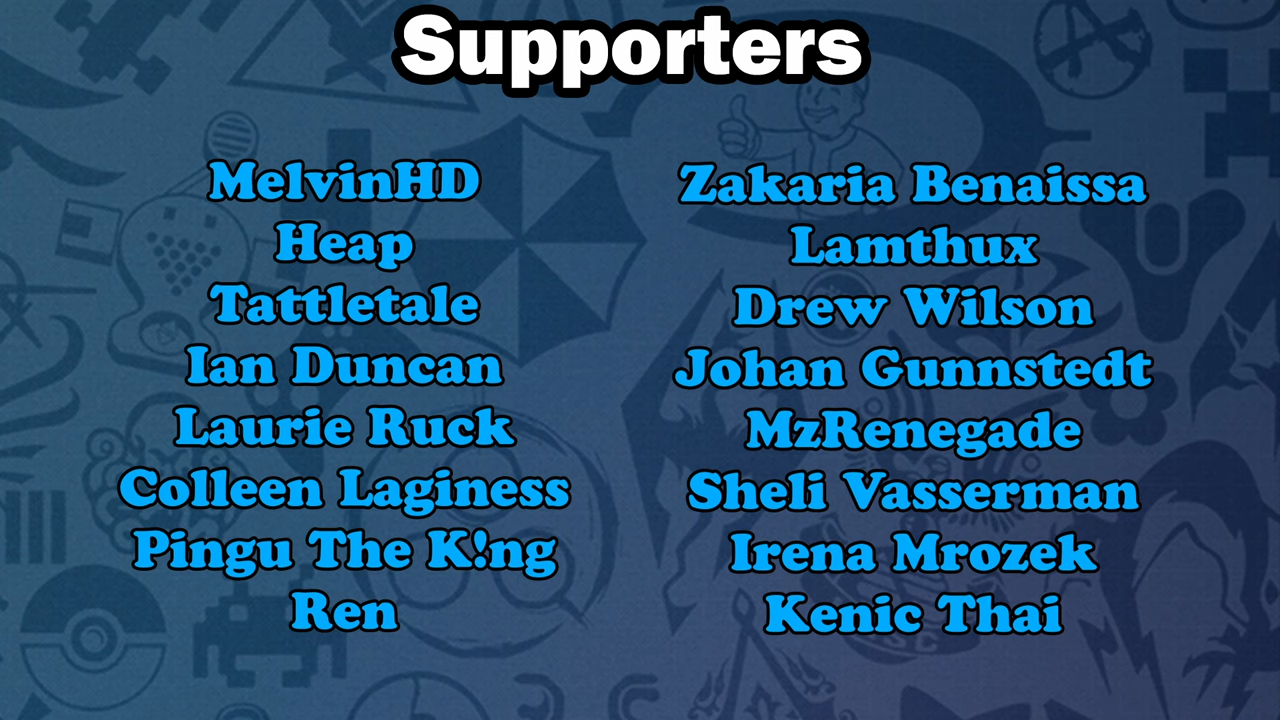 Supporters
MelvinHD
Heap
Tattletale
Ian Duncan
Laurie Ruck
Colleen Laginess
Pingu The K!ng
Ren
Zakaria Benaissa
Lamthux
Drew Wilson
Johan Gunnstedt
MzRenegade
Sheli Vasserman
Irena Mrozek
Kenic Thai